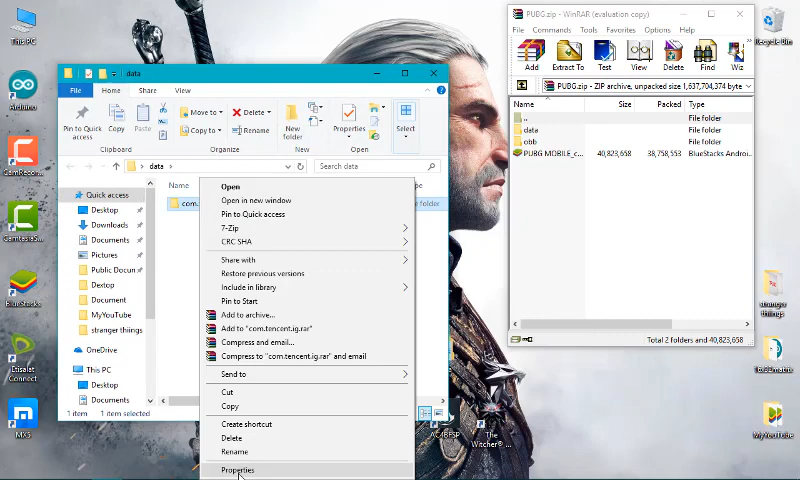 This PC
Arduino
CamRecor...
CamtasiaS...
BlueStacks
Etisalat
Connect
MX5
data
File
Home
Share
View
Pin to Quick
access
Copy
Paste
Clipboard
Move to
Copy to
Delete
Rename
Organize
New
folder
New
Properties
Open
Select
data
Search data
Quick access
Desktop
Downloads
Documents
Pictures
Public Docun
Dextop
Document
MyYouTube
stranger thiings
OneDrive
This PC
Desktop
Documents
1 item
1 item selected
Name
com.
Open
Open in new window
Pin to Quick access
7-Zip
CRC SHA
Share with
Restore previous versions
Include in library
Pin to Start
Add to archive...
Add to "com.tencent.ig.rar"
Compress and email...
Compress to "com.tencent.ig.rar" and email
Send to
Cut
Copy
Create shortcut
Delete
Rename
Properties
AC4BFSP
The
Witcher® ...
PUBG.zip - WinRAR (evaluation copy)
File Commands Tools Favorites Options Help
Add
Extract To
Test
View
Delete
Find
Wiz
PUBG.zip - ZIP archive, unpacked size 1,637,704,374 byte
Name Size Packed Type
.. File folder
data File folder
obb File folder
PUBG MOBILE_c... 40,823,658 38,758,553 BlueStacks Androi...
Total 2 folders and 40,823,658
Recycle Bin
stranger
thiings
16x32matrix
MyYouTube